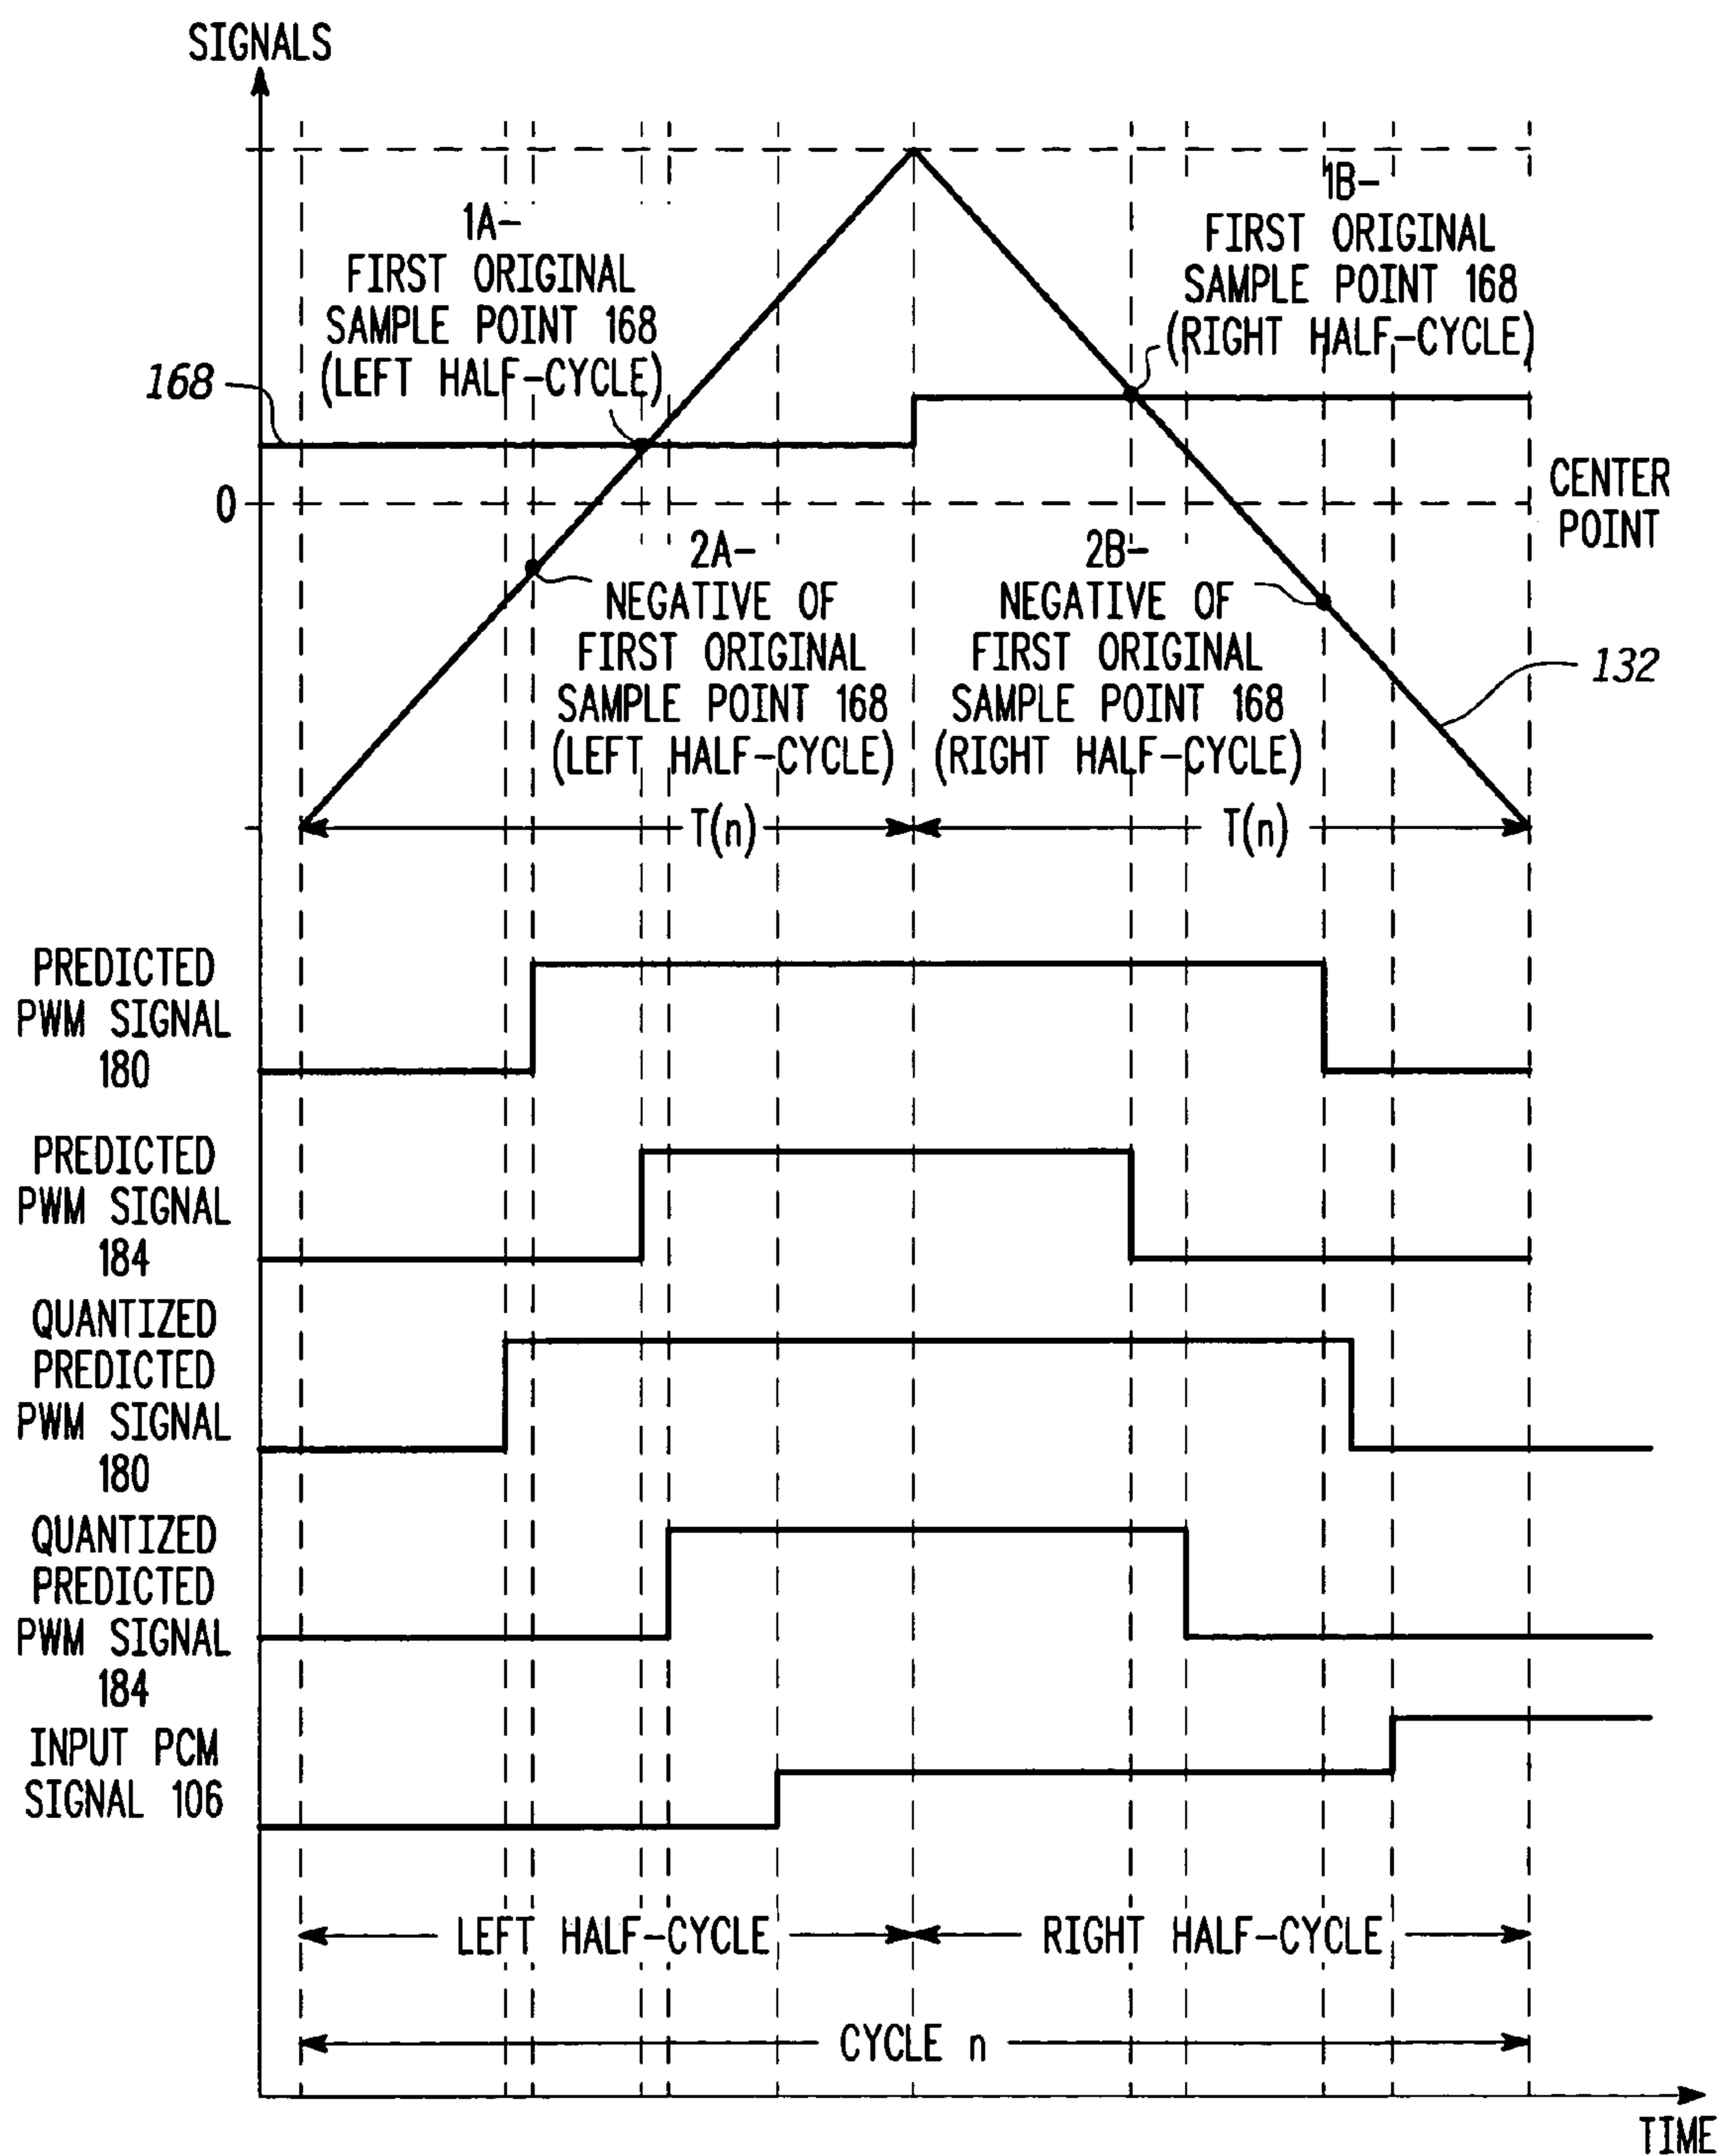 SIGNALS
1A-
FIRST ORIGINAL
SAMPLE POINT 168
(LEFT HALF-CYCLE)
1B-
FIRST ORIGINAL
SAMPLE POINT 168
(RIGHT HALF-CYCLE)
168
0
CENTER
POINT
2A-
NEGATIVE OF
FIRST ORIGINAL
SAMPLE POINT 168
(LEFT HALF-CYCLE)
2B-
NEGATIVE OF
FIRST ORIGINAL
SAMPLE POINT 168
(RIGHT HALF-CYCLE)
132
T(n)
T(n)
PREDICTED
PWM SIGNAL
180
PREDICTED
PWM SIGNAL
184
QUANTIZED
PREDICTED
PWM SIGNAL
180
QUANTIZED
PREDICTED
PWM SIGNAL
184
INPUT PCM
SIGNAL 106
LEFT HALF-CYCLE
RIGHT HALF-CYCLE
CYCLE n
TIME